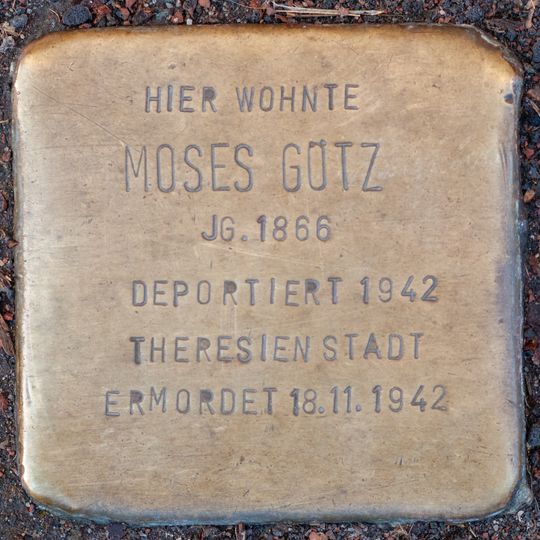 HIER WOHNTE
MOSES GÖTZ
JG. 1866
DEPORTIERT 1942
THERESIENSTADT
ERMORDET 18.11.1942